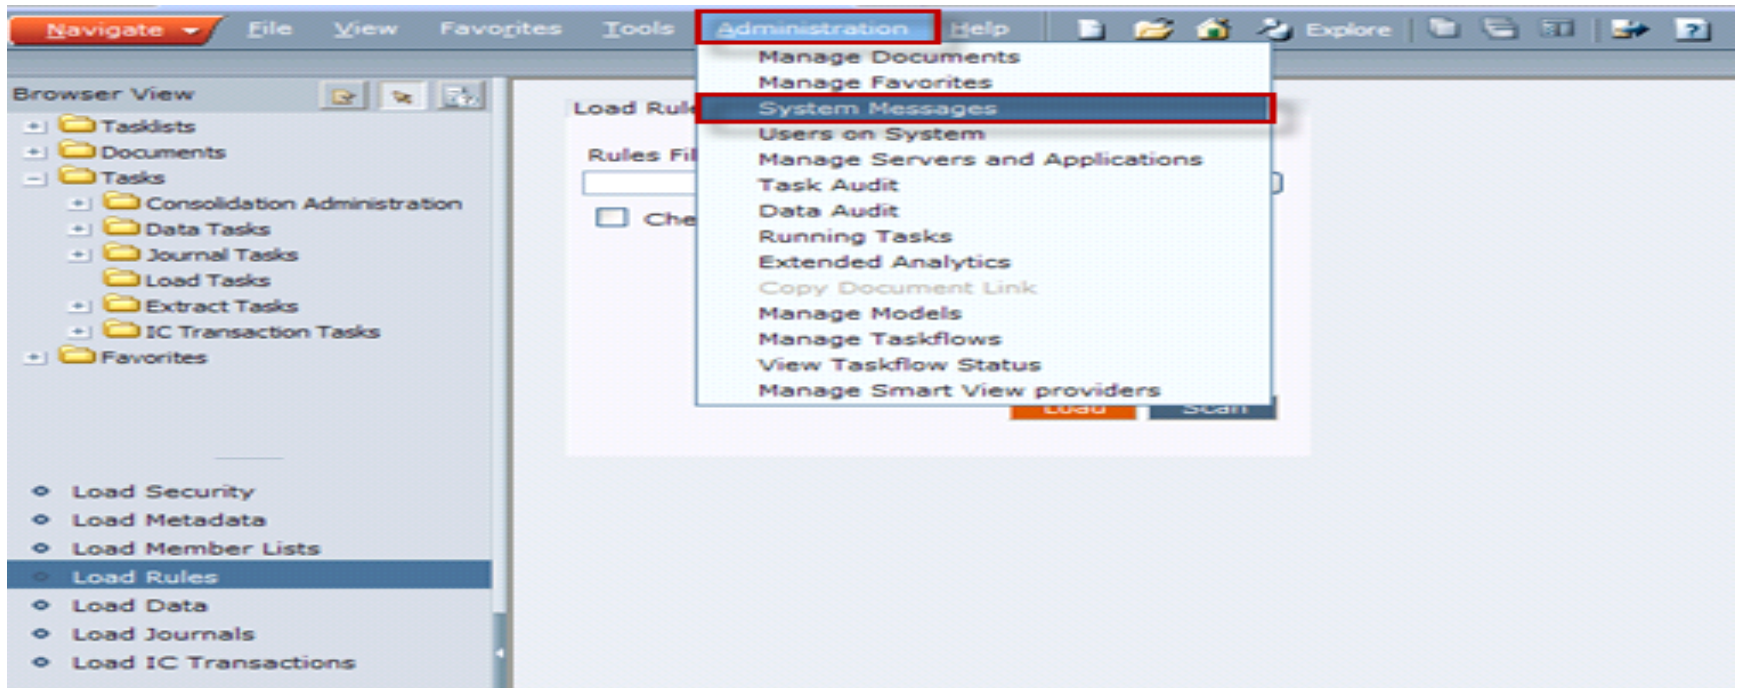 Navigate File View Favorites Tools Administration Help Explore
Manage Documents
Manage Favorites
System Messages
Users on System
Manage Servers and Applications
Task Audit
Data Audit
Running Tasks
Extended Analytics
Copy Document Link
Manage Models
Manage Taskflows
View Taskflow Status
Manage Smart View providers
Browser View
Tasklists
Documents
Tasks
Consolidation Administration
Data Tasks
Journal Tasks
Load Tasks
Extract Tasks
IC Transaction Tasks
Favorites
Load Security
Load Metadata
Load Member Lists
Load Rules
Load Data
Load Journals
Load IC Transactions
Load Rule
Rules Fil
Che
Load Scan